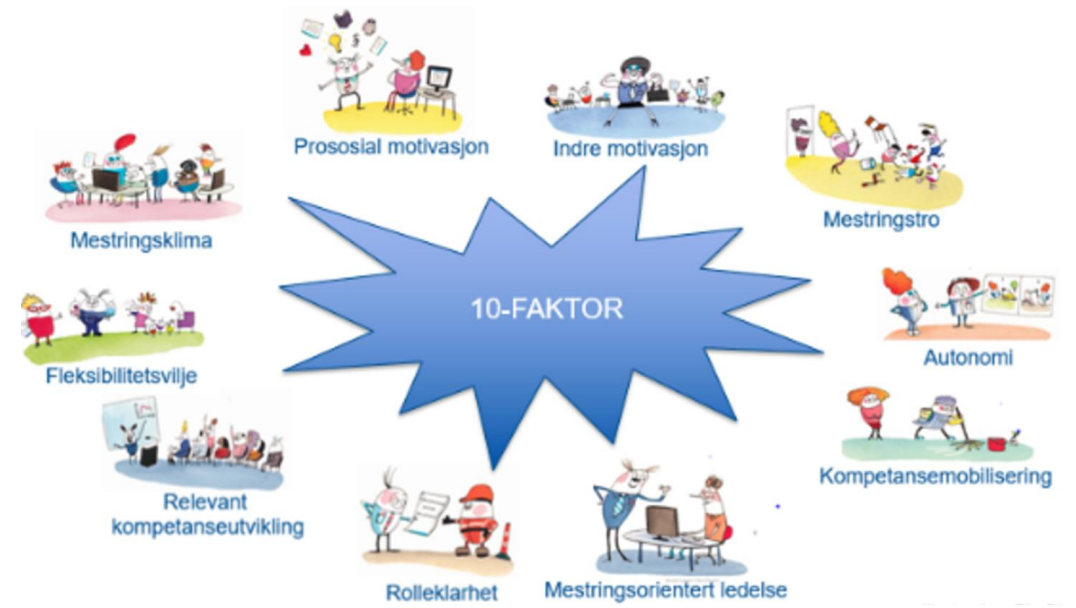 Prososial motivasjon
Indre motivasjon
Mestringstro
Mestringsklima
10-FAKTOR
Autonomi
Fleksibilitetsvilje
Kompetansemobilisering
Relevant
kompetanseutvikling
Rolleklarhet
Mestringsorientert ledelse